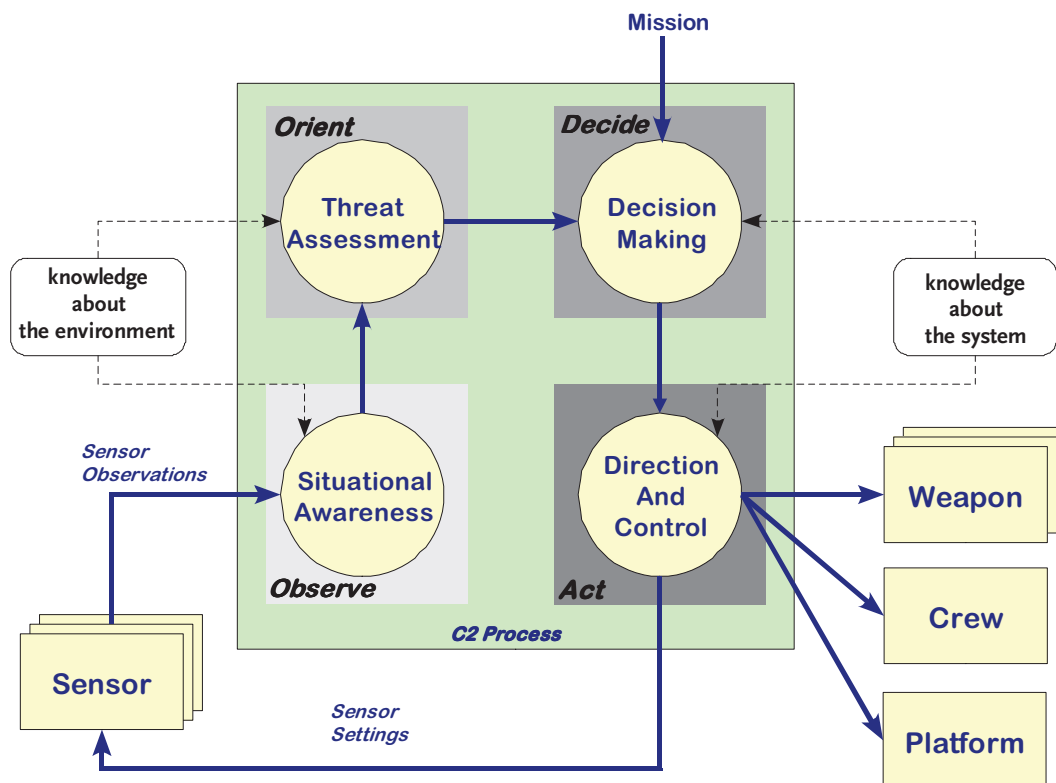 Mission
Orient
Decide
Threat
Assessment
Decision
Making
knowledge
about
the environment
knowledge
about
the system
Sensor
Observations
Situational
Awareness
Direction
And
Control
Weapon
Observe
Act
Crew
C2 Process
Sensor
Sensor
Settings
Platform